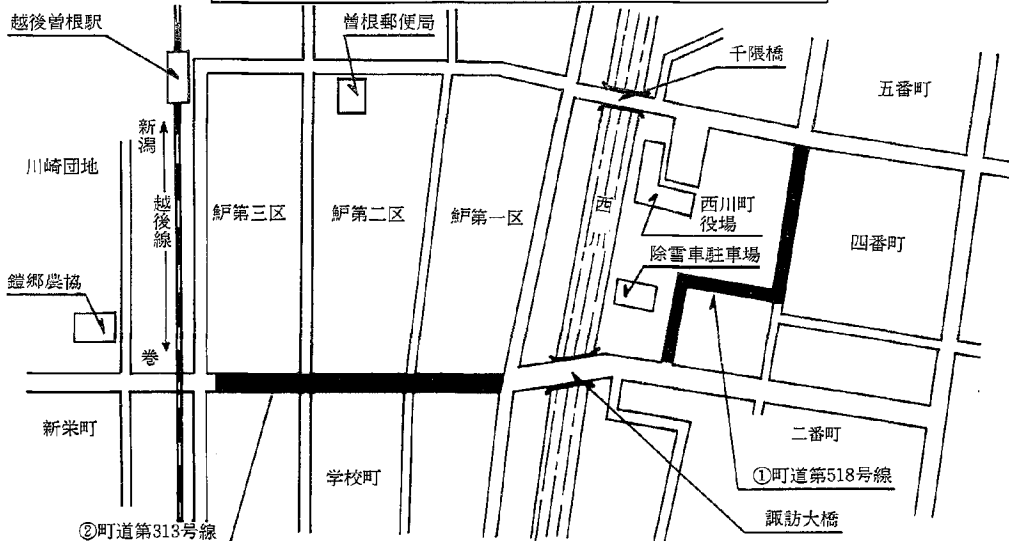 越後曽根駅
曽根郵便局
千隈橋
五番町
新潟
川崎団地
越後線
鱸第三区
鱸第二区
鱸第一区
西川
西川町
役場
四番町
除雪車駐車場
鎧郷農協
巻
新栄町
学校町
二番町
①町道第518号線
②町道第313号線
諏訪大橋